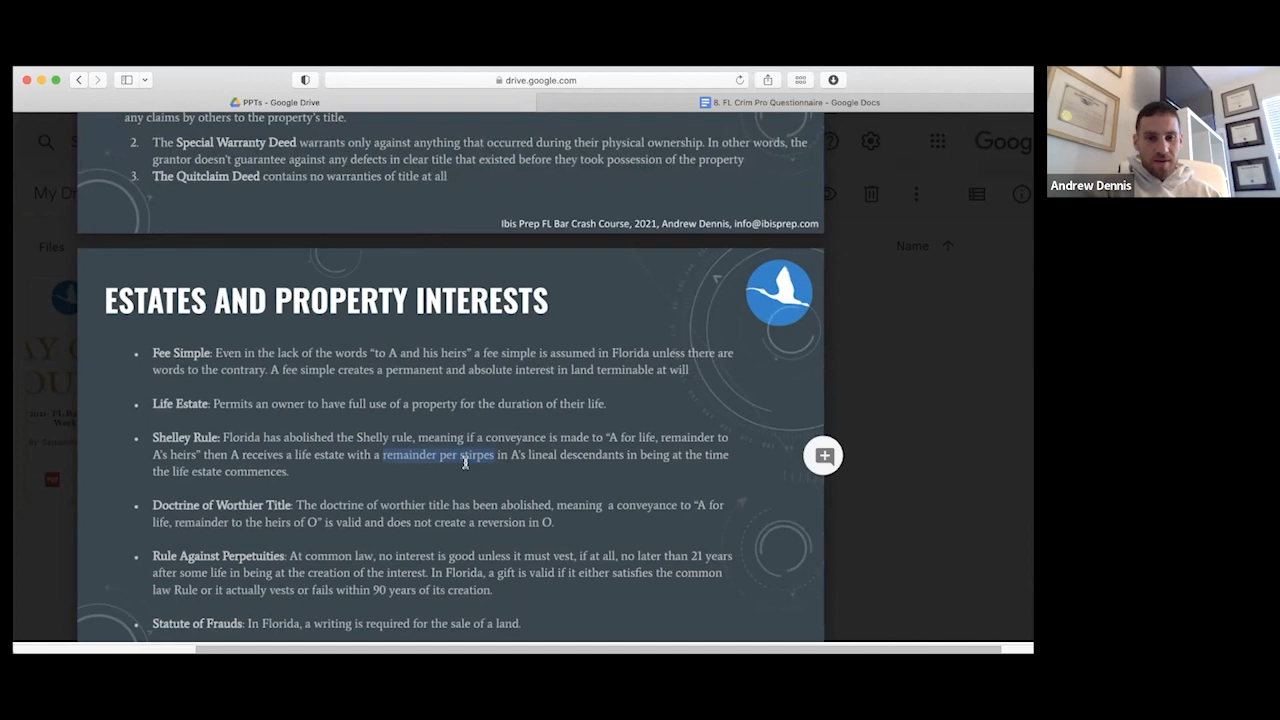 drive.google.com
PPTs - Google Drive
8. FL Crim Pro Questionnaire - Google Docs
any claims by others to the property's title.
2. The Special Warranty Deed warrants only against anything that occurred during their physical ownership. In other words, the
grantor doesn't guarantee against any defects in clear title that existed before they took possession of the property
3. The Quitclaim Deed contains no warranties of title at all
Ibis Prep FL Bar Crash Course, 2021, Andrew Dennis, info@ibisprep.com
ESTATES AND PROPERTY INTERESTS
• Fee Simple: Even in the lack of the words “to A and his heirs” a fee simple is assumed in Florida unless there are
words to the contrary. A fee simple creates a permanent and absolute interest in land terminable at will
• Life Estate: Permits an owner to have full use of a property for the duration of their life.
• Shelley Rule: Florida has abolished the Shelly rule, meaning if a conveyance is made to “A for life, remainder to
A's heirs” then A receives a life estate with a remainder per stirpes in A's lineal descendants in being at the time
the life estate commences.
• Doctrine of Worthier Title: The doctrine of worthier title has been abolished, meaning a conveyance to “A for
life, remainder to the heirs of O” is valid and does not create a reversion in O.
• Rule Against Perpetuities: At common law, no interest is good unless it must vest, if at all, no later than 21 years
after some life in being at the creation of the interest. In Florida, a gift is valid if it either satisfies the common
law Rule or it actually vests or fails within 90 years of its creation.
• Statute of Frauds: In Florida, a writing is required for the sale of a land.
My Dr
Files
Goog
Name
Andrew Dennis